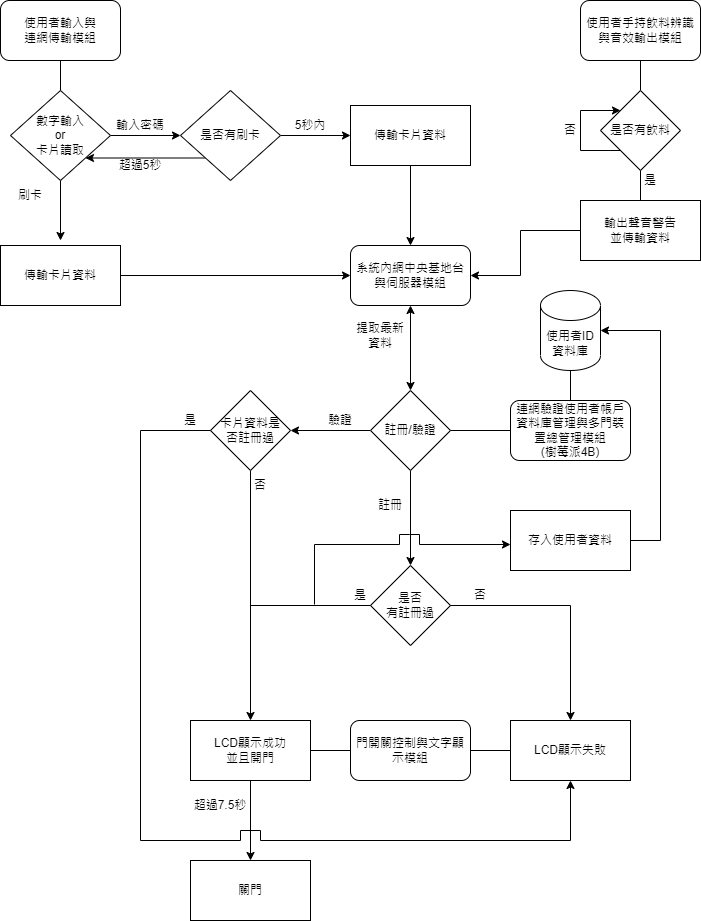 使用者輸入與
連網傳輸模組
使用者手持飲料辨識
與音效輸出模組
數字輸入
or
卡片讀取
輸入密碼
是否有刷卡
5秒內
傳輸卡片資料
超過5秒
否
是否有飲料
是
刷卡
輸出聲音警告
並傳輸資料
傳輸卡片資料
系統內網中央基地台
與伺服器模組
提取最新
資料
使用者ID
資料庫
是
卡片資料是
否註冊過
驗證
註冊/驗證
連網驗證使用者帳戶
資料庫管理與多門裝
置總管理模組
(樹莓派4B)
否
註冊
存入使用者資料
是
是否
有註冊過
否
LCD顯示成功
並且開門
門開關控制與文字顯
示模組
LCD顯示失敗
超過7.5秒
關門